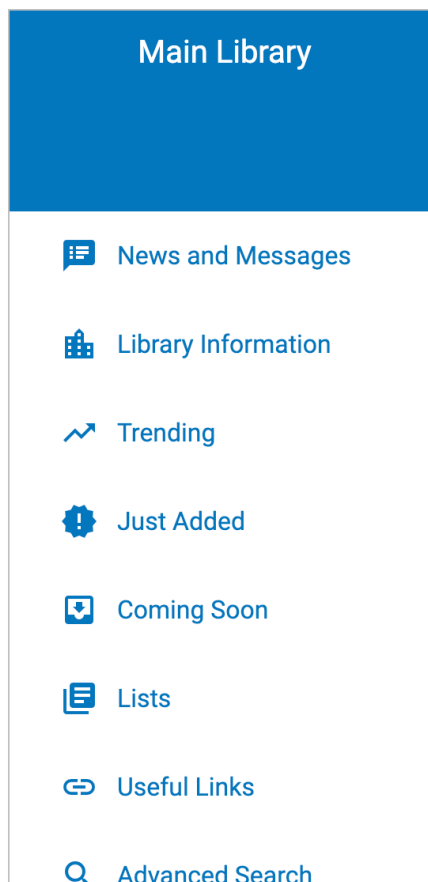 Main Library
News and Messages
Library Information
Trending
Just Added
Coming Soon
Lists
Useful Links
Advanced Search